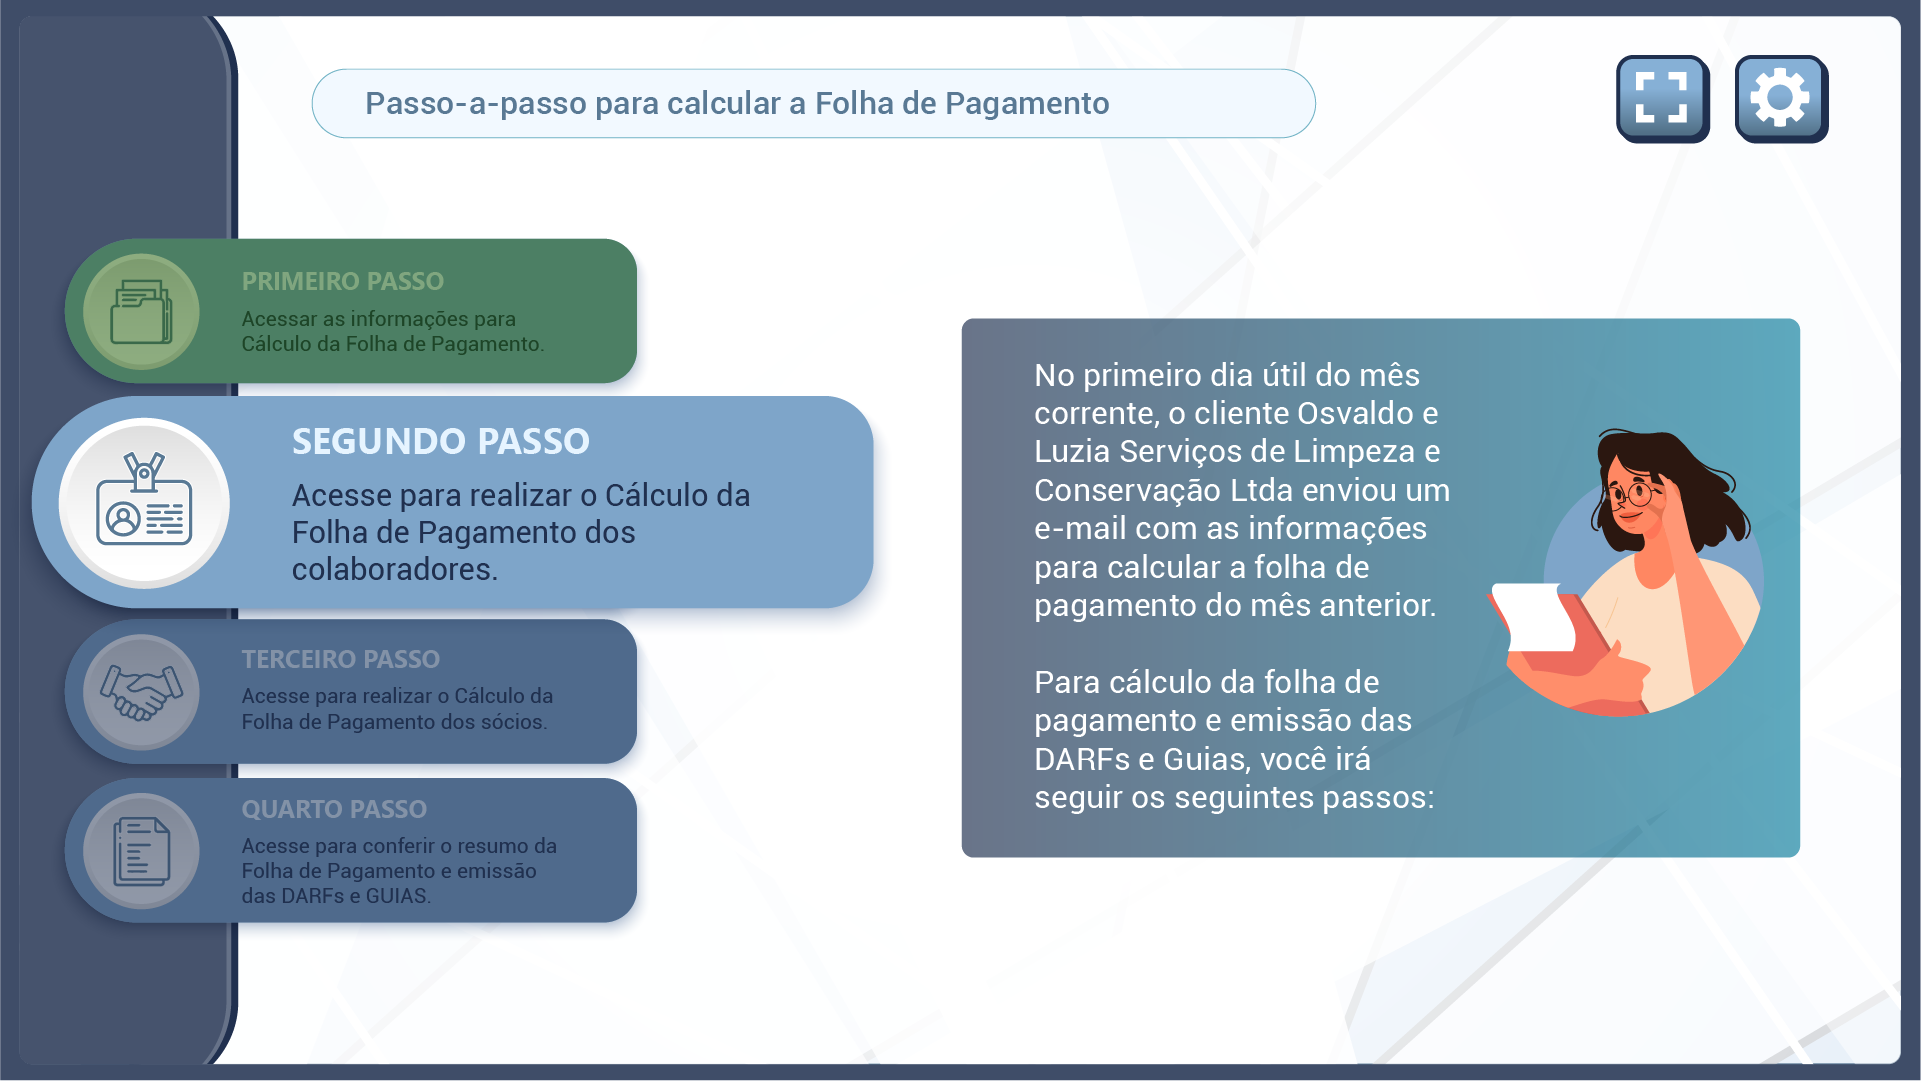 Passo-a-passo para calcular a Folha de Pagamento
PRIMEIRO PASSO
Acessar as informações para
Cálculo da Folha de Pagamento.
SEGUNDO PASSO
Acesse para realizar o Cálculo da
Folha de Pagamento dos
colaboradores.
TERCEIRO PASSO
Acesse para realizar o Cálculo da
Folha de Pagamento dos sócios.
QUARTO PASSO
Acesse para conferir o resumo da
Folha de Pagamento e emissão
das DARFs e GUIAS.
No primeiro dia útil do mês
corrente, o cliente Osvaldo e
Luzia Serviços de Limpeza e
Conservação Ltda enviou um
e-mail com as informações
para calcular a folha de
pagamento do mês anterior.
Para cálculo da folha de
pagamento e emissão das
DARFs e Guias, você irá
seguir os seguintes passos: